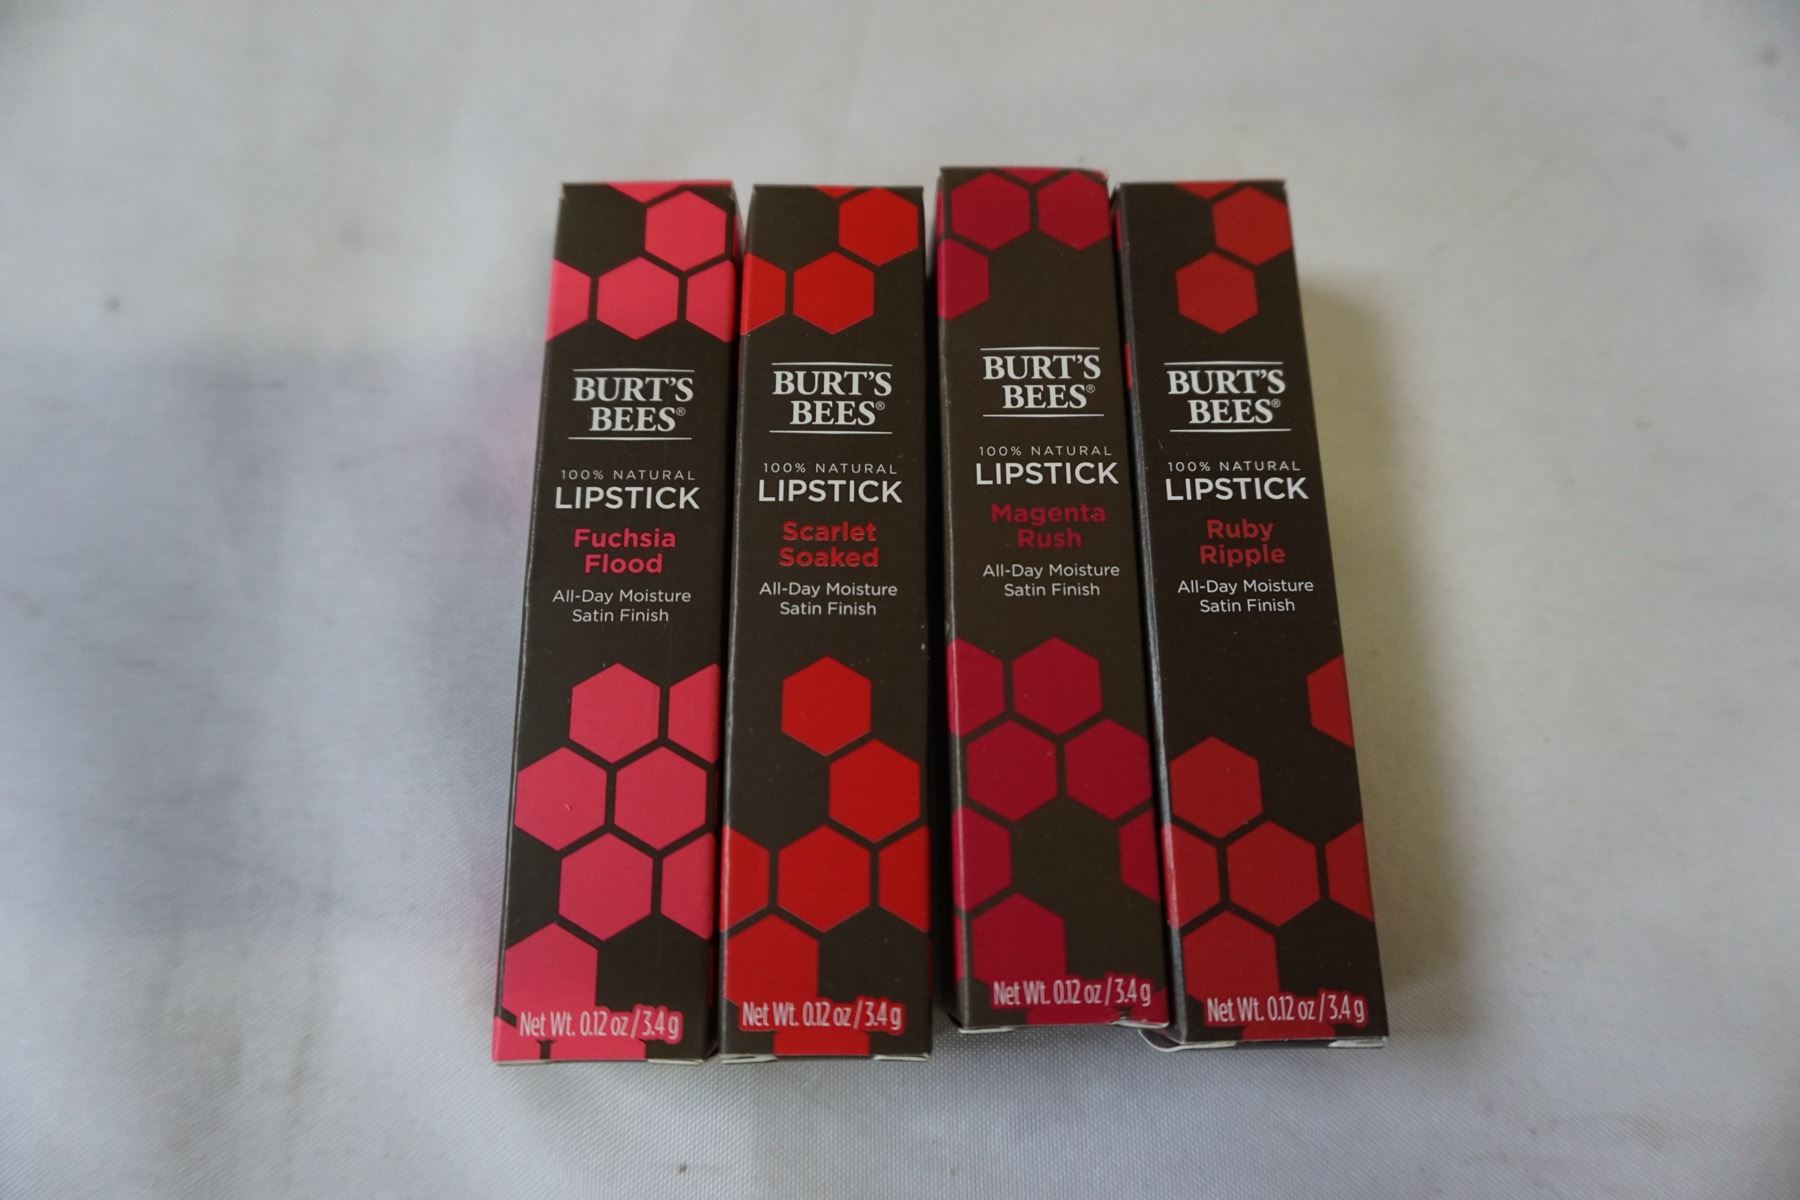 BURT'S
BEES®
100% NATURAL
LIPSTICK
Fuchsia
Flood
All-Day Moisture
Satin Finish
Net Wt. 0.12 oz / 3.4 g
BURT'S
BEES®
100% NATURAL
LIPSTICK
Scarlet
Soaked
All-Day Moisture
Satin Finish
Net Wt. 0.12 oz / 3.4 g
BURT'S
BEES®
100% NATURAL
LIPSTICK
Magenta
Rush
All-Day Moisture
Satin Finish
Net Wt. 0.12 oz / 3.4 g
BURT'S
BEES®
100% NATURAL
LIPSTICK
Ruby
Ripple
All-Day Moisture
Satin Finish
Net Wt. 0.12 oz / 3.4 g